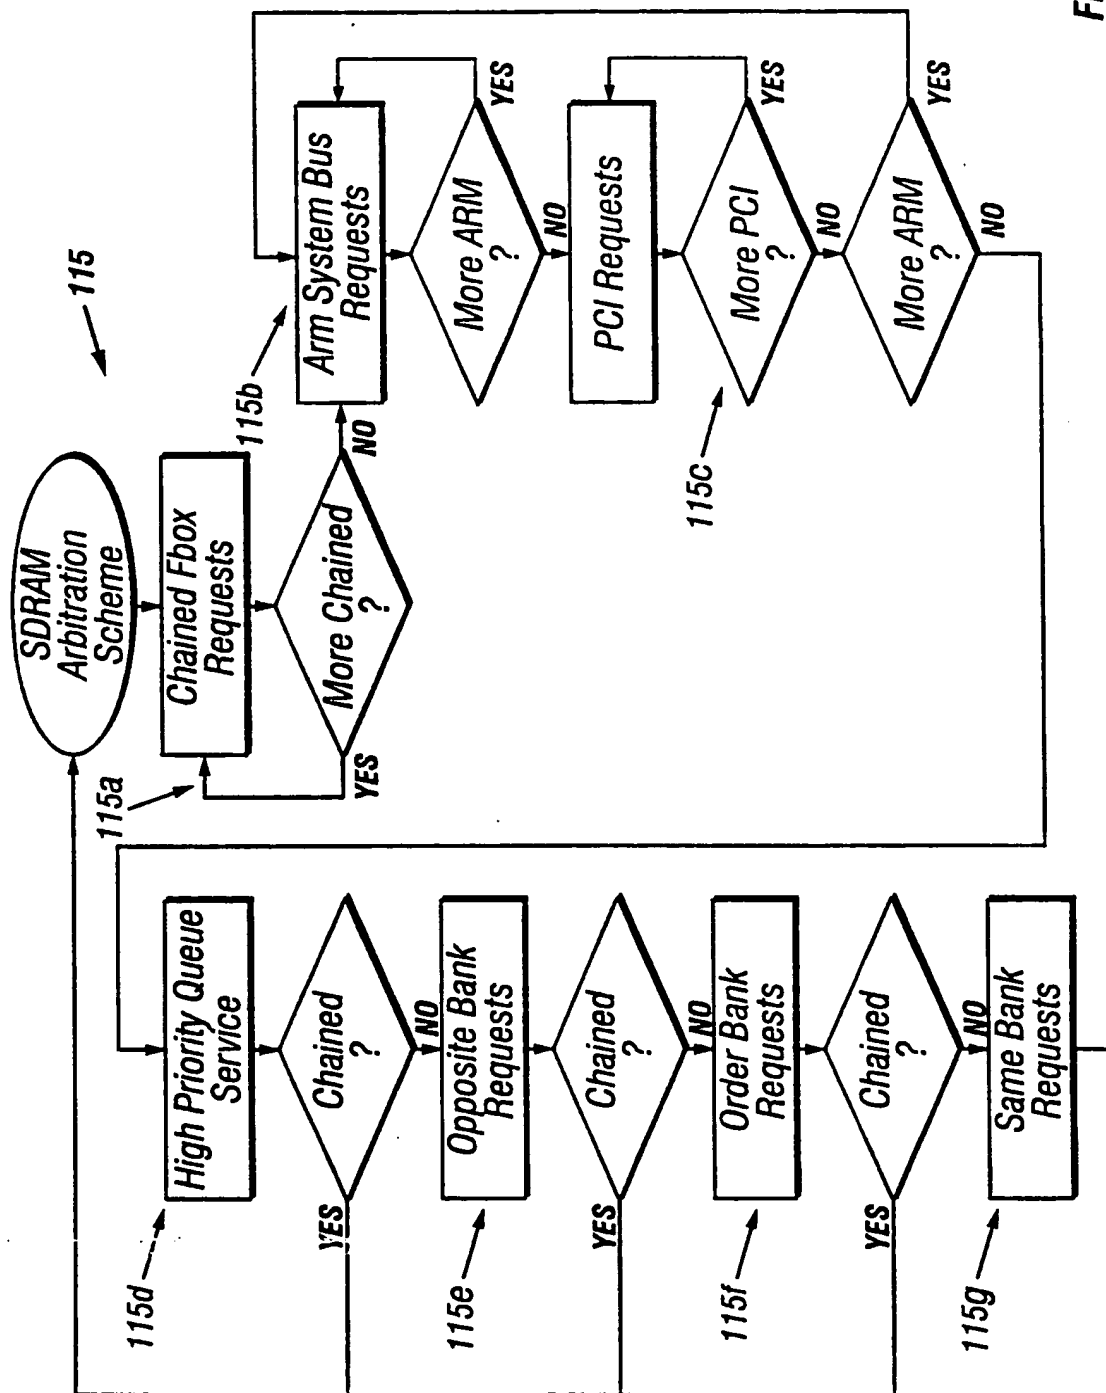 SDRAM
Arbitration
Scheme
115
115a
Chained Fbox
Requests
More Chained
?
YES
NO
115b
Arm System Bus
Requests
More ARM
?
YES
NO
PCI Requests
115c
More PCI
?
YES
NO
More ARM
?
YES
NO
115d
High Priority Queue
Service
Chained
?
YES
NO
115e
Opposite Bank
Requests
Chained
?
YES
NO
115f
Order Bank
Requests
Chained
?
YES
NO
115g
Same Bank
Requests